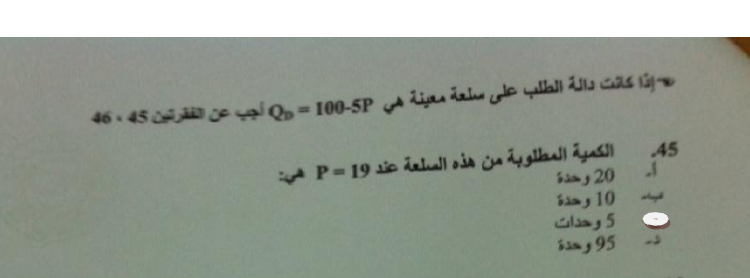 إذا كانت دالة الطلب على سلعة معينة هي Q_D = 100-5P أجب عن الفقرتين 45 ، 46
45. الكمية المطلوبة من هذه السلعة عند P = 19 هي:
أ- 20 وحدة
ب- 10 وحدة
5 وحدات
د- 95 وحدة